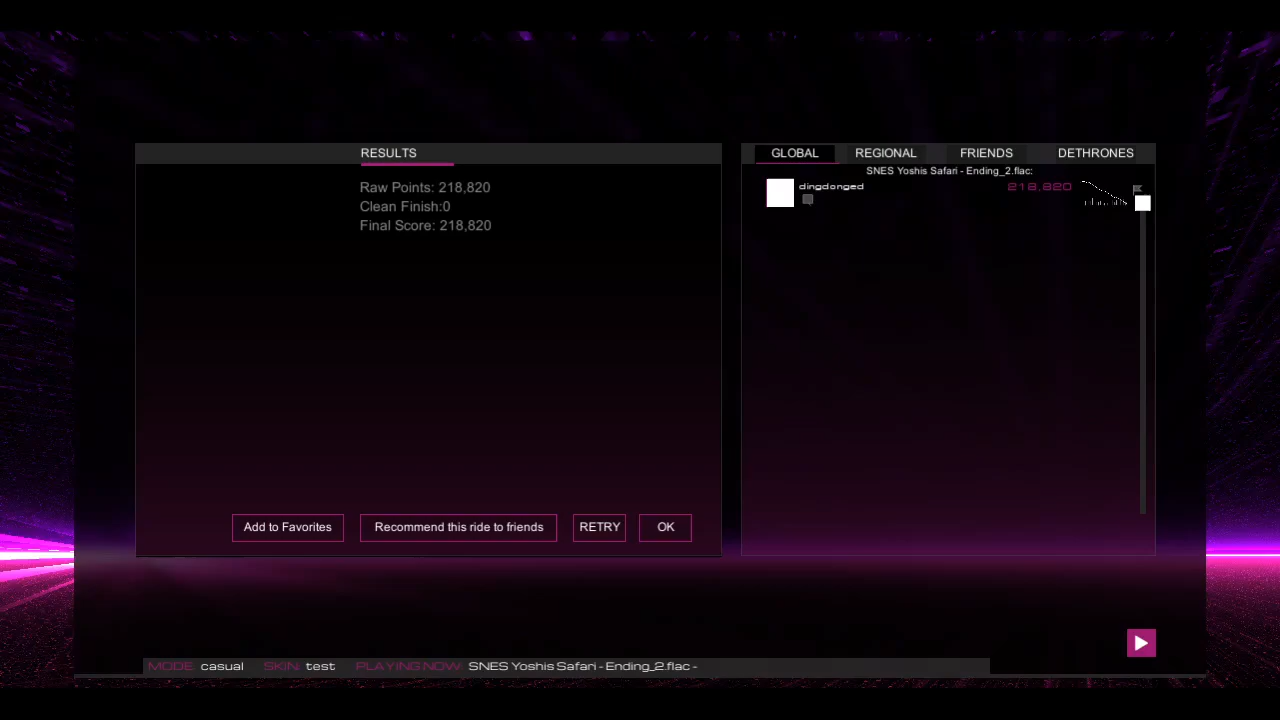 RESULTS
Raw Points: 218,820
Clean Finish:0
Final Score: 218,820
Add to Favorites
Recommend this ride to friends
RETRY
OK
GLOBAL REGIONAL FRIENDS DETHRONES
SNES Yoshis Safari - Ending_2.flac:
dingdonged 218,820
MODE: casual SKIN: test PLAYING NOW: SNES Yoshis Safari - Ending_2.flac -